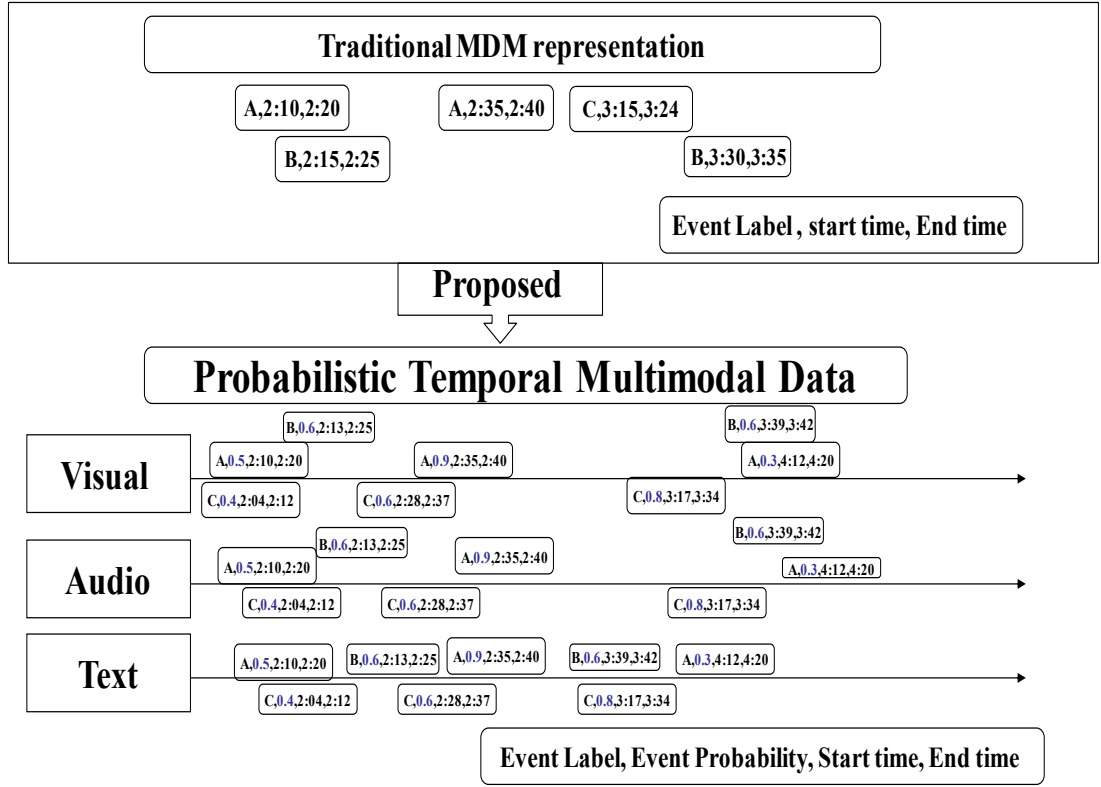 Traditional MDM representation
A,2:10,2:20
A,2:35,2:40
C,3:15,3:24
B,2:15,2:25
B,3:30,3:35
Event Label , start time, End time
Proposed
Probabilistic Temporal Multimodal Data
B,0.6,2:13,2:25
B,0.6,3:39,3:42
Visual
A,0.5,2:10,2:20
A,0.9,2:35,2:40
A,0.3,4:12,4:20
C,0.4,2:04,2:12
C,0.6,2:28,2:37
C,0.8,3:17,3:34
B,0.6,2:13,2:25
B,0.6,3:39,3:42
Audio
A,0.5,2:10,2:20
A,0.9,2:35,2:40
A,0.3,4:12,4:20
C,0.4,2:04,2:12
C,0.6,2:28,2:37
C,0.8,3:17,3:34
Text
A,0.5,2:10,2:20
B,0.6,2:13,2:25
A,0.9,2:35,2:40
B,0.6,3:39,3:42
A,0.3,4:12,4:20
C,0.4,2:04,2:12
C,0.6,2:28,2:37
C,0.8,3:17,3:34
Event Label, Event Probability, Start time, End time